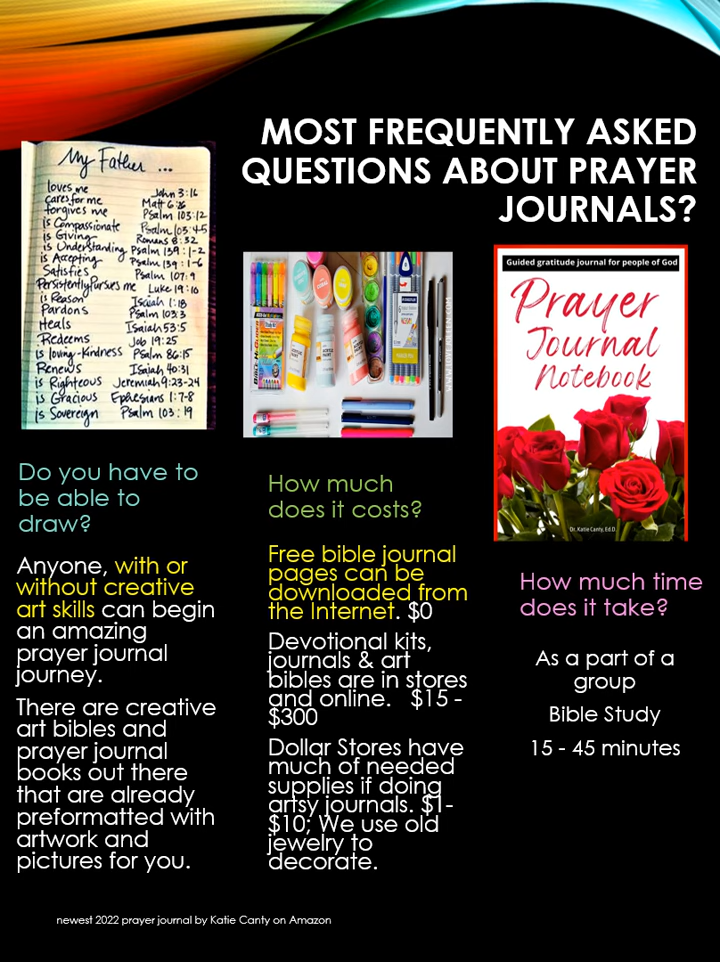 MOST FREQUENTLY ASKED
QUESTIONS ABOUT PRAYER
JOURNALS?
My Father ...
loves me John 3:16
cares for me Matt 6:26
forgives me Psalm 103:12
is Compassionate Psalm 103:4-5
is Giving Romans 8:32
is Understanding Psalm 139:1-2
is Accepting Psalm 139:1-6
Satisfies Psalm 107:9
Persistently Pursues me Luke 19:10
is Reason Isaiah 1:18
Pardons Psalm 103:3
Heals Isaiah 53:5
Redeems Job 19:25
is loving-kindness Psalm 86:15
Renews Isaiah 40:31
is Righteous Jeremiah 9:23-24
is Gracious Ephesians 1:7-8
is Sovereign Psalm 103:19
Guided gratitude journal for people of God
Prayer
Journal
Notebook
Dr. Katie Canty, Ed.D.
Do you have to
be able to
draw?
Anyone, with or
without creative
art skills can begin
an amazing
prayer journal
journey.
There are creative
art bibles and
prayer journal
books out there
that are already
preformatted with
artwork and
pictures for you.
How much
does it costs?
Free bible journal
pages can be
downloaded from
the Internet. $0
Devotional kits,
journals & art
bibles are in stores
and online. $15 -
$300
Dollar Stores have
much of needed
supplies if doing
artsy journals. $1-
$10; We use old
jewelry to
decorate.
How much time
does it take?
As a part of a
group
Bible Study
15 - 45 minutes
newest 2022 prayer journal by Katie Canty on Amazon